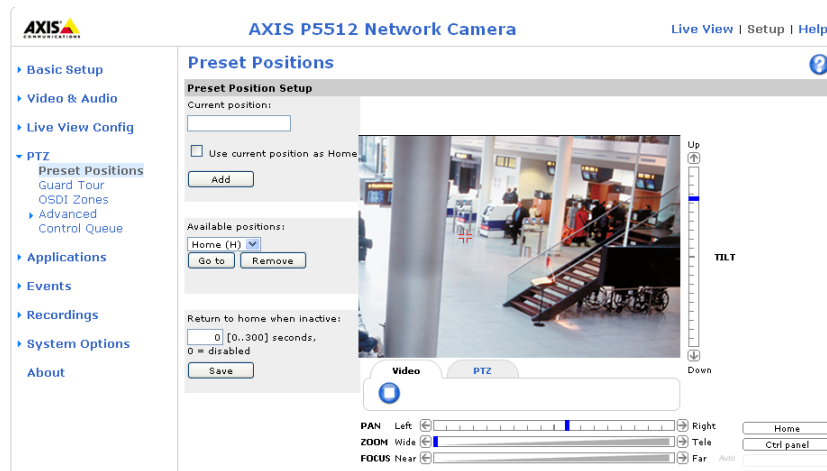 AXIS
COMMUNICATIONS
AXIS P5512 Network Camera
Live View | Setup | Help
Basic Setup
Video & Audio
Live View Config
PTZ
Preset Positions
Guard Tour
OSDI Zones
Advanced
Control Queue
Applications
Events
Recordings
System Options
About
Preset Positions
?
Preset Position Setup
Current position:
Use current position as Home
Add
Available positions:
Home (H)
Go to Remove
Return to home when inactive:
0 [0..300] seconds,
0 = disabled
Save
Up
TILT
Down
Video PTZ
PAN Left Right Home
ZOOM Wide Tele Ctrl panel
FOCUS Near Far Auto